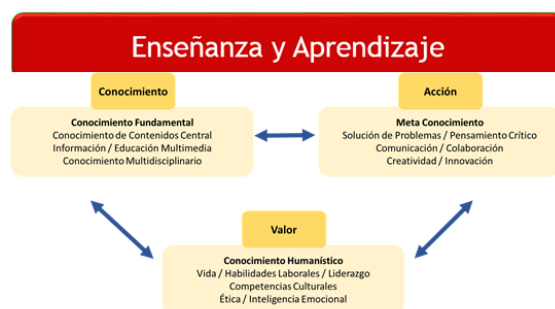 Enseñanza y Aprendizaje
Conocimiento
Conocimiento Fundamental
Conocimiento de Contenidos Central
Información / Educación Multimedia
Conocimiento Multidisciplinario
Acción
Meta Conocimiento
Solución de Problemas / Pensamiento Crítico
Comunicación / Colaboración
Creatividad / Innovación
Valor
Conocimiento Humanístico
Vida / Habilidades Laborales / Liderazgo
Competencias Culturales
Ética / Inteligencia Emocional